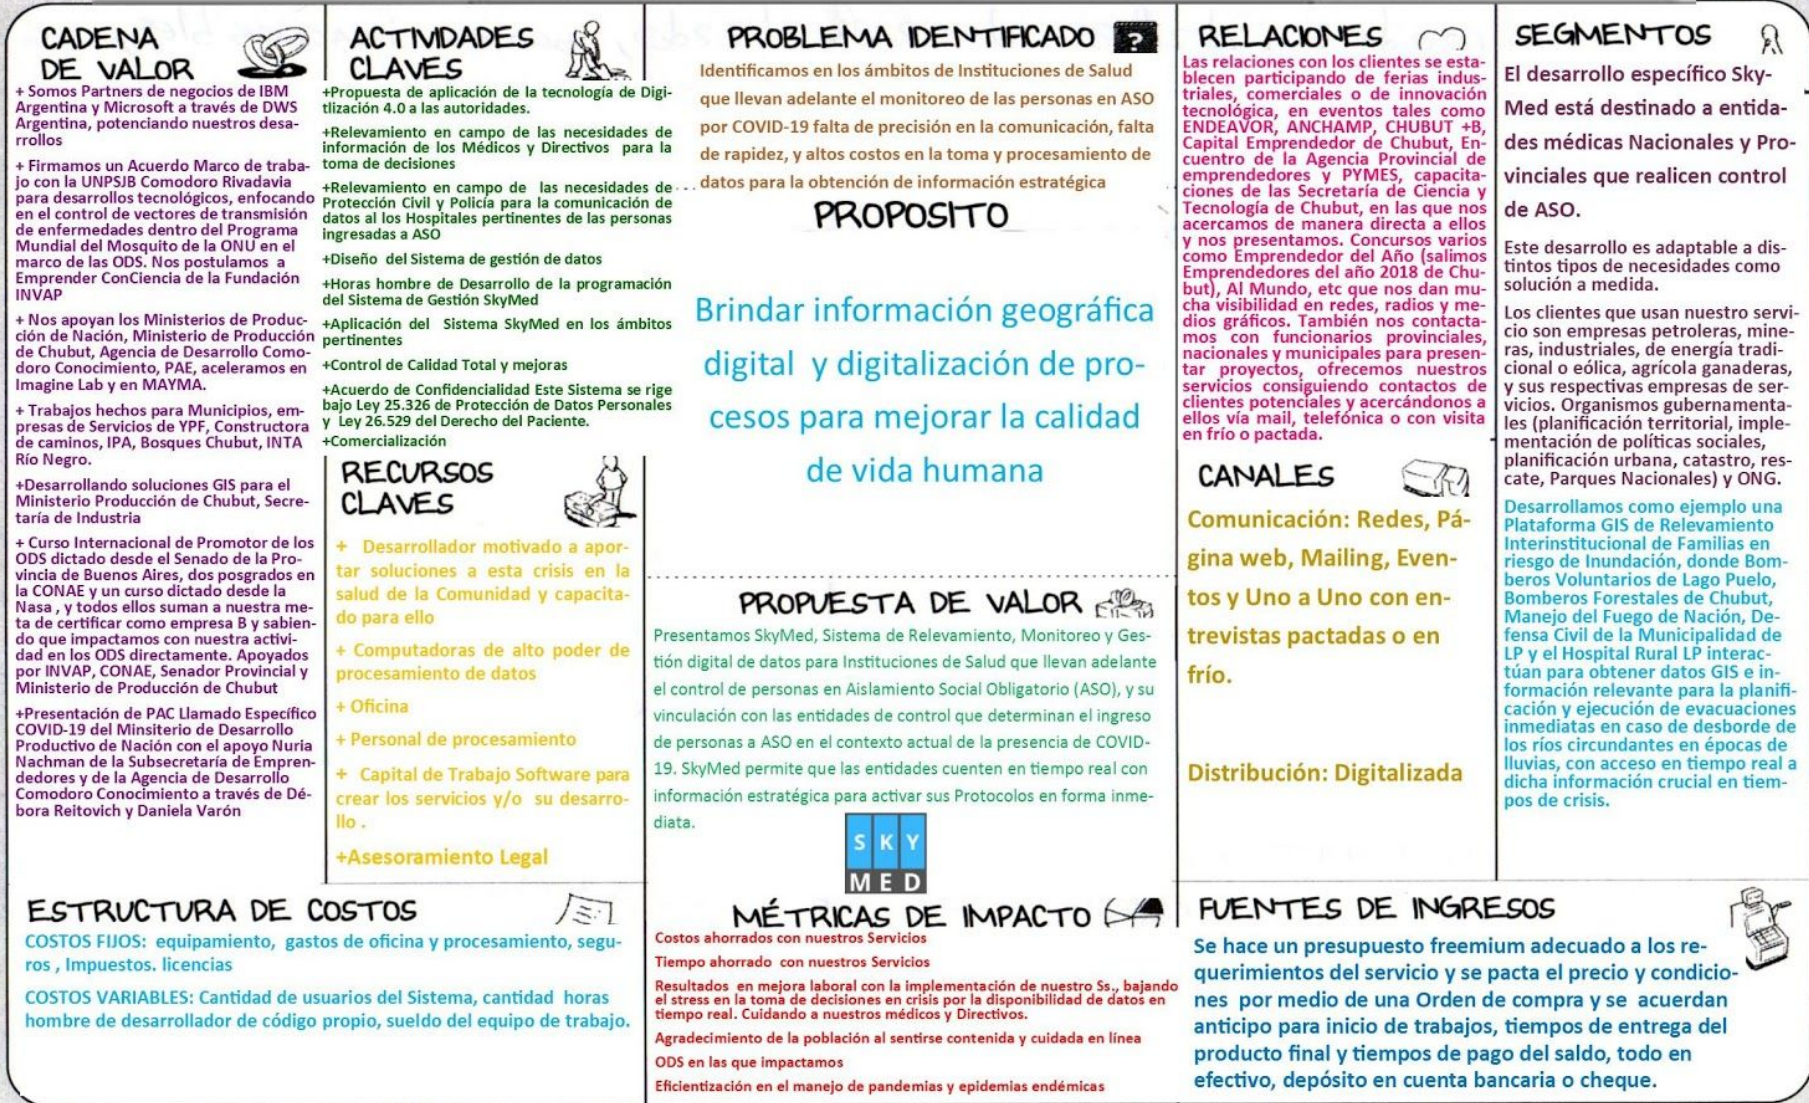 CADENA
DE VALOR
+ Somos Partners de negocios de IBM
Argentina y Microsoft a través de DWS
Argentina, potenciando nuestros desa-
rrollos
+ Firmamos un Acuerdo Marco de traba-
jo con la UNPSJB Comodoro Rivadavia
para desarrollos tecnológicos, enfocando
en el control de vectores de transmisión
de enfermedades dentro del Programa
Mundial del Mosquito de la ONU en el
marco de las ODS. Nos postulamos a
Emprender ConCiencia de la Fundación
INVAP
+ Nos apoyan los Ministerios de Produc-
ción de Nación, Ministerio de Producción
de Chubut, Agencia de Desarrollo Como-
doro Conocimiento, PAE, aceleramos en
Imagine Lab y en MAYMA.
+ Trabajos hechos para Municipios, em-
presas de Servicios de YPF, Constructora
de caminos, IPA, Bosques Chubut, INTA
Río Negro.
+Desarrollando soluciones GIS para el
Ministerio Producción de Chubut, Secre-
taría de Industria
+ Curso Internacional de Promotor de los
ODS dictado desde el Senado de la Pro-
vincia de Buenos Aires, dos posgrados en
la CONAE y un curso dictado desde la
Nasa , y todos ellos suman a nuestra me-
ta de certificar como empresa B y sabien-
do que impactamos con nuestra activi-
dad en los ODS directamente. Apoyados
por INVAP, CONAE, Senador Provincial y
Ministerio de Producción de Chubut
+Presentación de PAC Llamado Específico
COVID-19 del Minsiterio de Desarrollo
Productivo de Nación con el apoyo Nuria
Nachman de la Subsecretaría de Empren-
dedores y de la Agencia de Desarrollo
Comodoro Conocimiento a través de Dé-
bora Reitovich y Daniela Varón
ACTIVIDADES
CLAVES
+Propuesta de aplicación de la tecnología de Digi-
tlización 4.0 a las autoridades.
+Relevamiento en campo de las necesidades de
información de los Médicos y Directivos para la
toma de decisiones
+Relevamiento en campo de las necesidades de
Protección Civil y Policía para la comunicación de
datos al los Hospitales pertinentes de las personas
ingresadas a ASO
+Diseño del Sistema de gestión de datos
+Horas hombre de Desarrollo de la programación
del Sistema de Gestión SkyMed
+Aplicación del Sistema SkyMed en los ámbitos
pertinentes
+Control de Calidad Total y mejoras
+Acuerdo de Confidencialidad Este Sistema se rige
bajo Ley 25.326 de Protección de Datos Personales
y Ley 26.529 del Derecho del Paciente.
+Comercialización
RECURSOS
CLAVES
+ Desarrollador motivado a apor-
tar soluciones a esta crisis en la
salud de la Comunidad y capacita-
do para ello
+ Computadoras de alto poder de
procesamiento de datos
+ Oficina
+ Personal de procesamiento
+ Capital de Trabajo Software para
crear los servicios y/o su desarro-
llo .
+Asesoramiento Legal
PROBLEMA IDENTIFICADO
?
Identificamos en los ámbitos de Instituciones de Salud
que llevan adelante el monitoreo de las personas en ASO
por COVID-19 falta de precisión en la comunicación, falta
de rapidez, y altos costos en la toma y procesamiento de
datos para la obtención de información estratégica
PROPOSITO
Brindar información geográfica
digital y digitalización de pro-
cesos para mejorar la calidad
de vida humana
PROPUESTA DE VALOR
Presentamos SkyMed, Sistema de Relevamiento, Monitoreo y Ges-
tión digital de datos para Instituciones de Salud que llevan adelante
el control de personas en Aislamiento Social Obligatorio (ASO), y su
vinculación con las entidades de control que determinan el ingreso
de personas a ASO en el contexto actual de la presencia de COVID-
19. SkyMed permite que las entidades cuenten en tiempo real con
información estratégica para activar sus Protocolos en forma inme-
diata.
SKY
MED
RELACIONES
Las relaciones con los clientes se esta-
blecen participando de ferias indus-
triales, comerciales o de innovación
tecnológica, en eventos tales como
ENDEAVOR, ANCHAMP, CHUBUT +B,
Capital Emprendedor de Chubut, En-
cuentro de la Agencia Provincial de
emprendedores y PYMES, capacita-
ciones de las Secretaría de Ciencia y
Tecnología de Chubut, en las que nos
acercamos de manera directa a ellos
y nos presentamos. Concursos varios
como Emprendedor del Año (salimos
Emprendedores del año 2018 de Chu-
but), Al Mundo, etc que nos dan mu-
cha visibilidad en redes, radios y me-
dios gráficos. También nos contacta-
mos con funcionarios provinciales,
nacionales y municipales para presen-
tar proyectos, ofrecemos nuestros
servicios consiguiendo contactos de
clientes potenciales y acercándonos a
ellos vía mail, telefónica o con visita
en frío o pactada.
CANALES
Comunicación: Redes, Pá-
gina web, Mailing, Even-
tos y Uno a Uno con en-
trevistas pactadas o en
frío.
Distribución: Digitalizada
SEGMENTOS
El desarrollo específico Sky-
Med está destinado a entida-
des médicas Nacionales y Pro-
vinciales que realicen control
de ASO.
Este desarrollo es adaptable a dis-
tintos tipos de necesidades como
solución a medida.
Los clientes que usan nuestro servi-
cio son empresas petroleras, mine-
ras, industriales, de energía tradi-
cional o eólica, agrícola ganaderas,
y sus respectivas empresas de ser-
vicios. Organismos gubernamenta-
les (planificación territorial, imple-
mentación de políticas sociales,
planificación urbana, catastro, res-
cate, Parques Nacionales) y ONG.
Desarrollamos como ejemplo una
Plataforma GIS de Relevamiento
Interinstitucional de Familias en
riesgo de Inundación, donde Bom-
beros Voluntarios de Lago Puelo,
Bomberos Forestales de Chubut,
Manejo del Fuego de Nación, De-
fensa Civil de la Municipalidad de
LP y el Hospital Rural LP interac-
túan para obtener datos GIS e in-
formación relevante para la planifi-
cación y ejecución de evacuaciones
inmediatas en caso de desborde de
los ríos circundantes en épocas de
lluvias, con acceso en tiempo real a
dicha información crucial en tiem-
pos de crisis.
ESTRUCTURA DE COSTOS
COSTOS FIJOS: equipamiento, gastos de oficina y procesamiento, segu-
ros , Impuestos. licencias
COSTOS VARIABLES: Cantidad de usuarios del Sistema, cantidad horas
hombre de desarrollador de código propio, sueldo del equipo de trabajo.
MÉTRICAS DE IMPACTO
Costos ahorrados con nuestros Servicios
Tiempo ahorrado con nuestros Servicios
Resultados en mejora laboral con la implementación de nuestro Ss., bajando
el stress en la toma de decisiones en crisis por la disponibilidad de datos en
tiempo real. Cuidando a nuestros médicos y Directivos.
Agradecimiento de la población al sentirse contenida y cuidada en línea
ODS en las que impactamos
Eficientización en el manejo de pandemias y epidemias endémicas
FUENTES DE INGRESOS
Se hace un presupuesto freemium adecuado a los re-
querimientos del servicio y se pacta el precio y condicio-
nes por medio de una Orden de compra y se acuerdan
anticipo para inicio de trabajos, tiempos de entrega del
producto final y tiempos de pago del saldo, todo en
efectivo, depósito en cuenta bancaria o cheque.